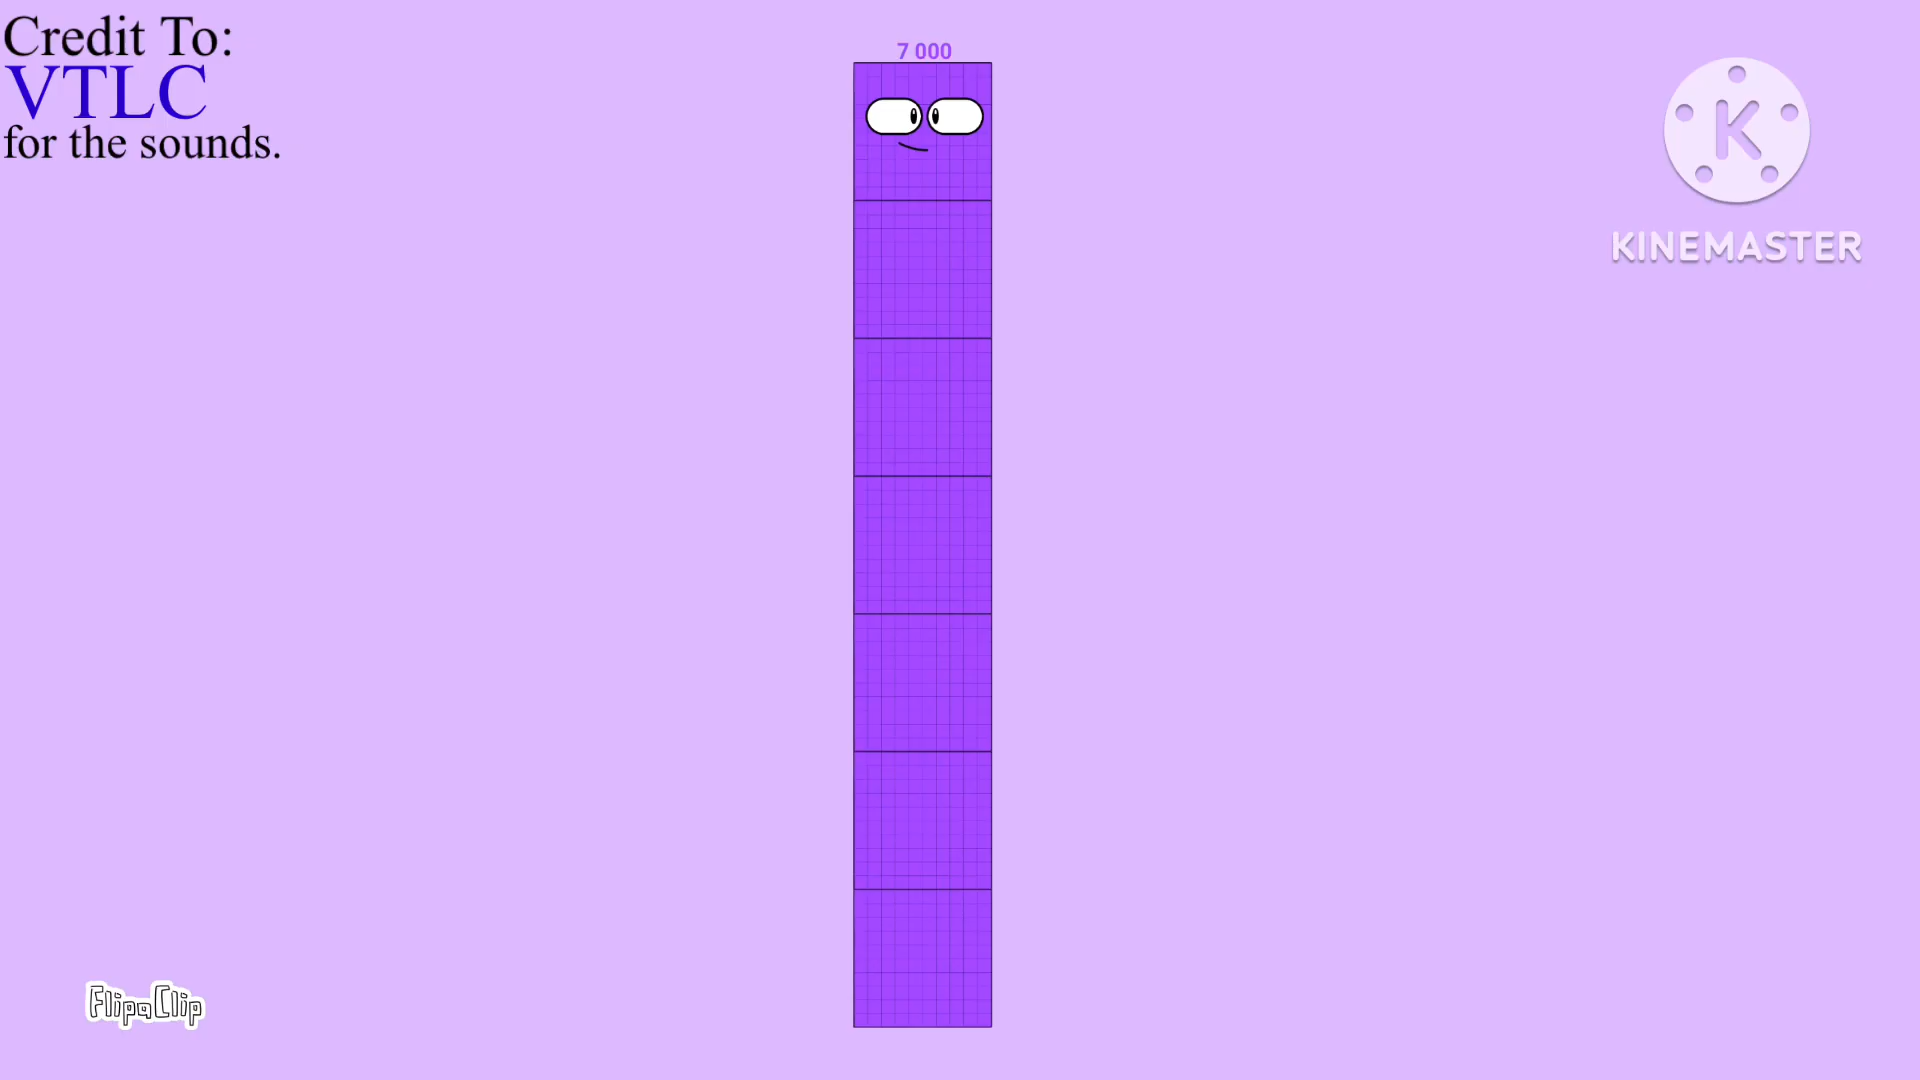 Credit To:
VTLC
for the sounds.
7 000
K
KINEMASTER
FlipaClip